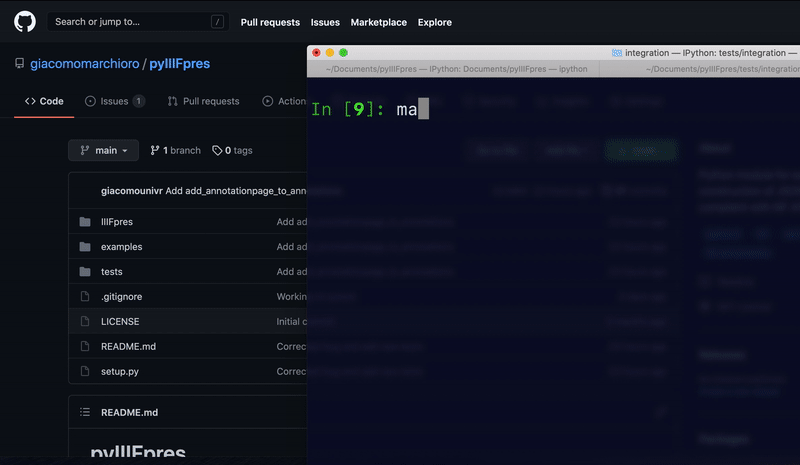 Search or jump to... /
Pull requests Issues Marketplace Explore
integration — IPython: tests/integration —
giacomomarchioro / pyIIIFpres
~/Documents/pyIIIFpres — IPython: Documents/pyIIIFpres — ipython
~/Documents/pyIIIFpres/tests/integration
Code Issues 1 Pull requests Action
In [9]: ma
main 1 branch 0 tags
giacomounivr Add add_annotationpage_to_anno
IIIFpres Add ad
examples Add ad
tests Add ad
.gitignore Workin
LICENSE Initial c
README.md Correc
setup.py Correc
README.md
pyIIIFpres